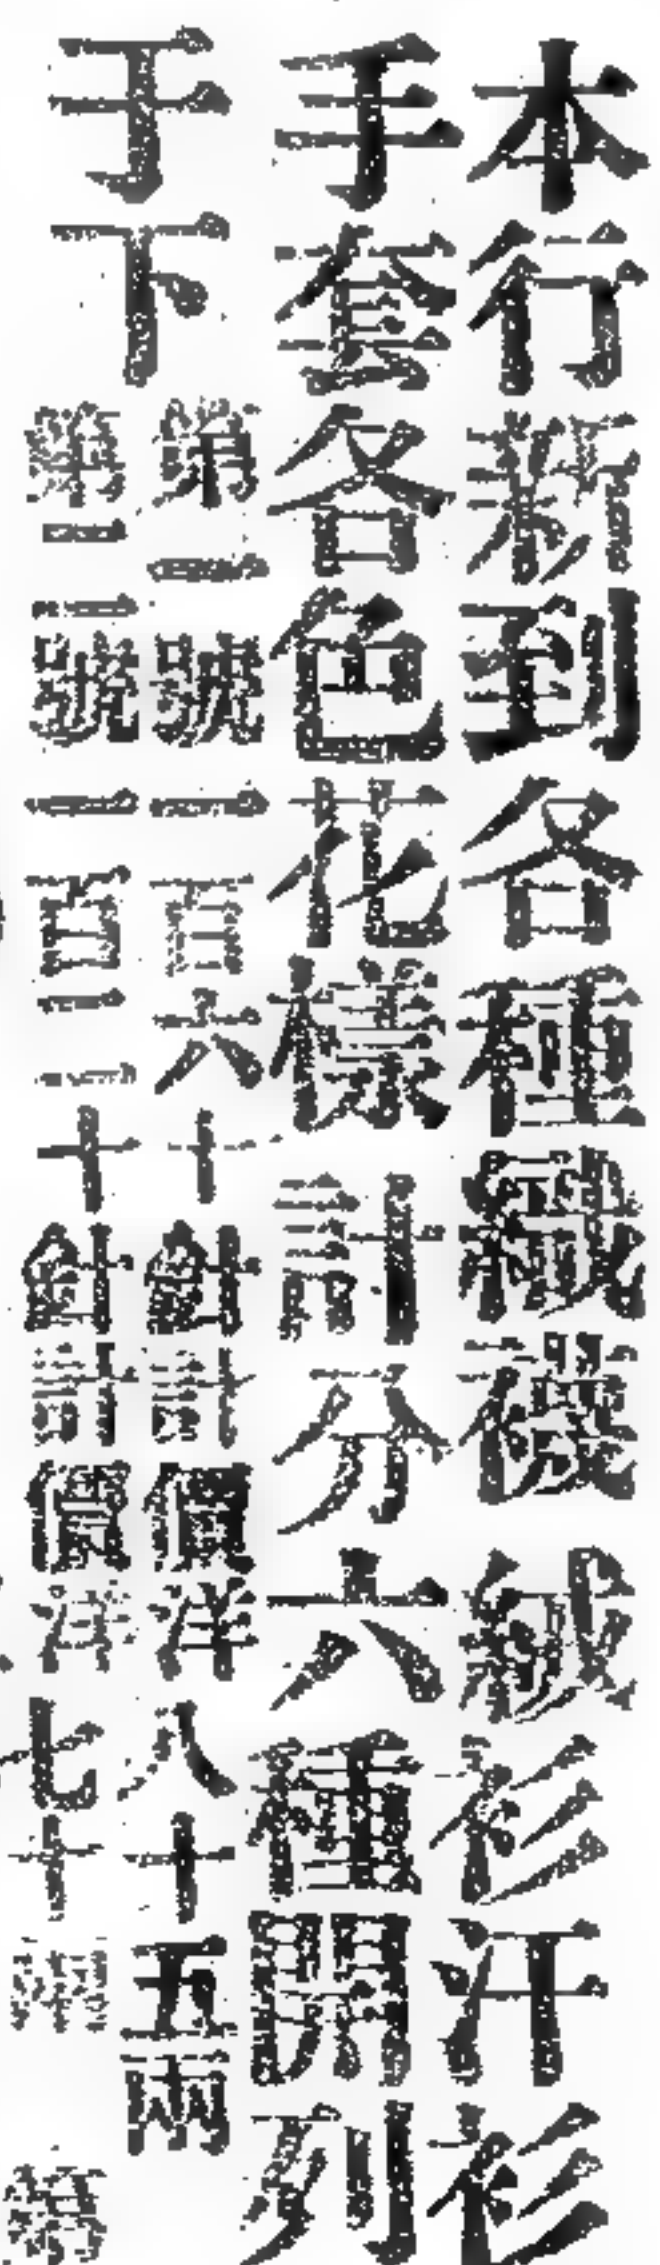 本行新到各種織襪絨衫汗衫
手套各色花樣計分六種開列
于下
第一號一百六十針計價洋八十五兩
第二號一百二十針計價洋七十兩